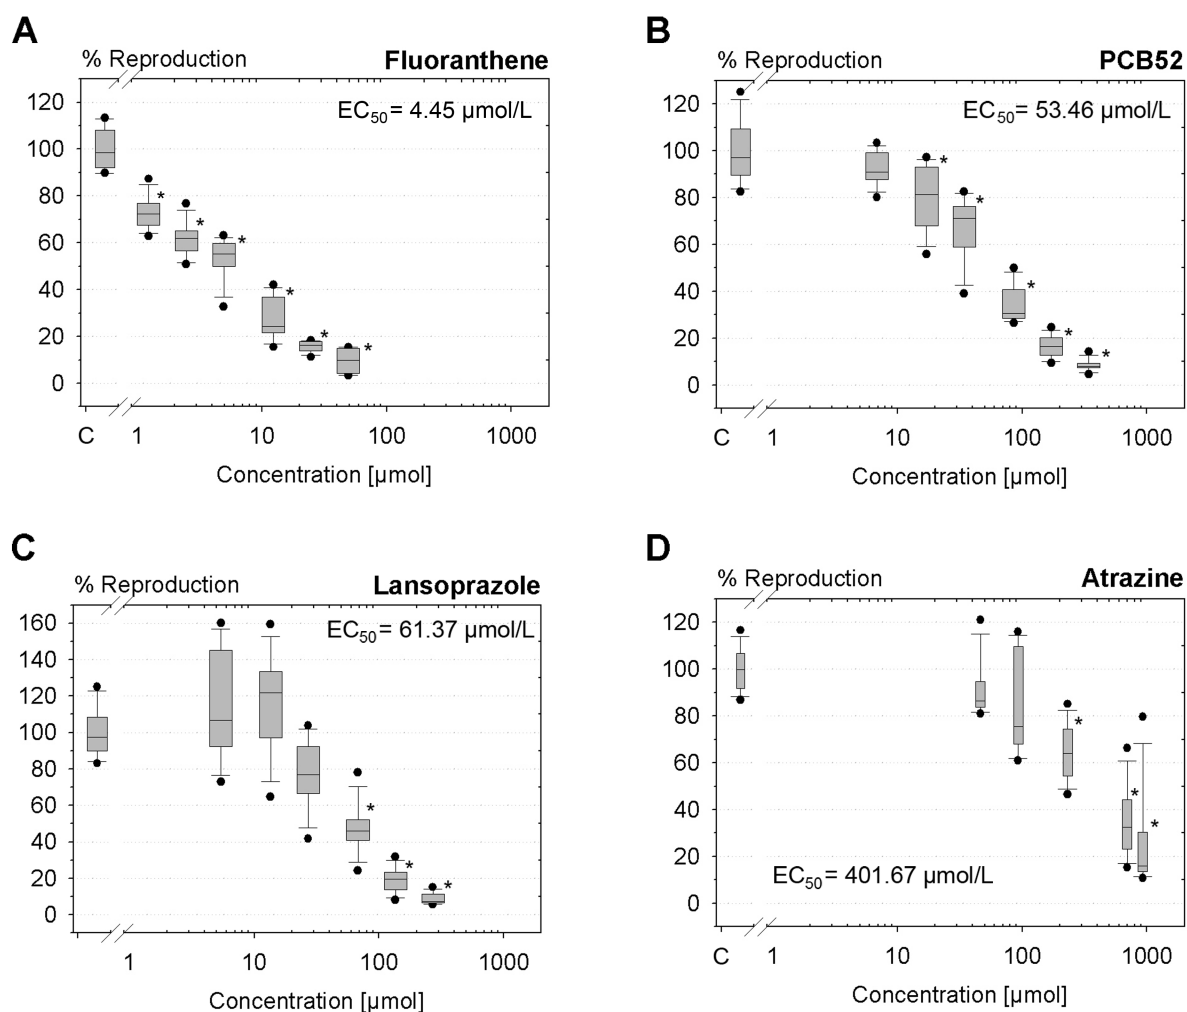 A
% Reproduction Fluoranthene
EC50= 4.45 µmol/L
120
*
100
*
80
*
60
*
40
*
20
*
0
C 1 10 100 1000
Concentration [µmol]
B
% Reproduction PCB52
EC50= 53.46 µmol/L
120
*
100
*
80
*
60
*
40
*
20
0
C 1 10 100 1000
Concentration [µmol]
C
% Reproduction Lansoprazole
EC50= 61.37 µmol/L
160
140
120
100
80
*
60
*
40
*
20
0
1 10 100 1000
Concentration [µmol]
D
% Reproduction Atrazine
120
100
80
*
60
*
40
*
20
EC50= 401.67 µmol/L
0
C 1 10 100 1000
Concentration [µmol]